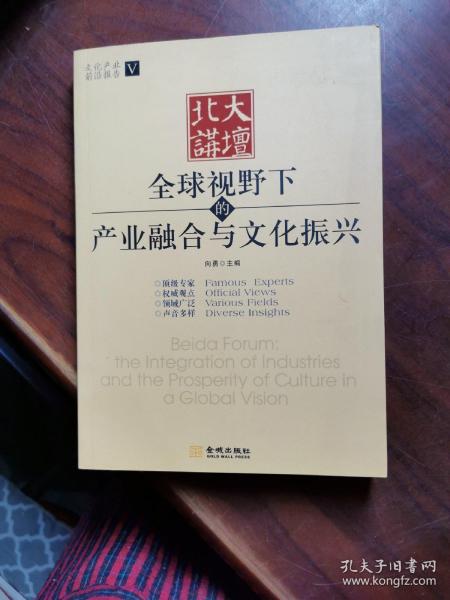 文化产业
前沿报告 V
北大
講壇
全球视野下
的
产业融合与文化振兴
向勇◎主编
◎顶级专家 Famous Experts
◎权威观点 Official Views
◎领域广泛 Various Fields
◎声音多样 Diverse Insights
Beida Forum:
the Integration of Industries
and the Prosperity of Culture in
a Global Vision
金城出版社
GOLD WALL PRESS
孔夫子旧书网
www.kongfz.com